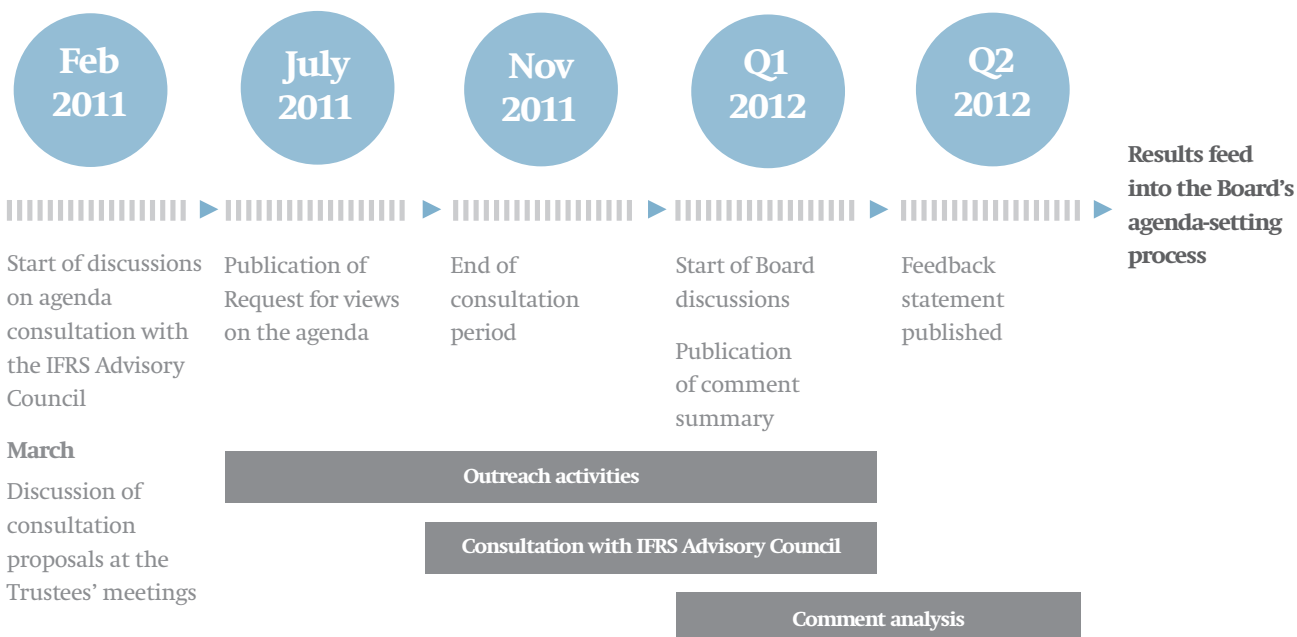 Feb
2011
July
2011
Nov
2011
Q1
2012
Q2
2012
Results feed
into the Board’s
agenda-setting
process
Start of discussions
on agenda
consultation with
the IFRS Advisory
Council
March
Discussion of
consultation
proposals at the
Trustees’ meetings
Publication of
Request for views
on the agenda
End of
consultation
period
Start of Board
discussions
Publication
of comment
summary
Feedback
statement
published
Outreach activities
Consultation with IFRS Advisory Council
Comment analysis